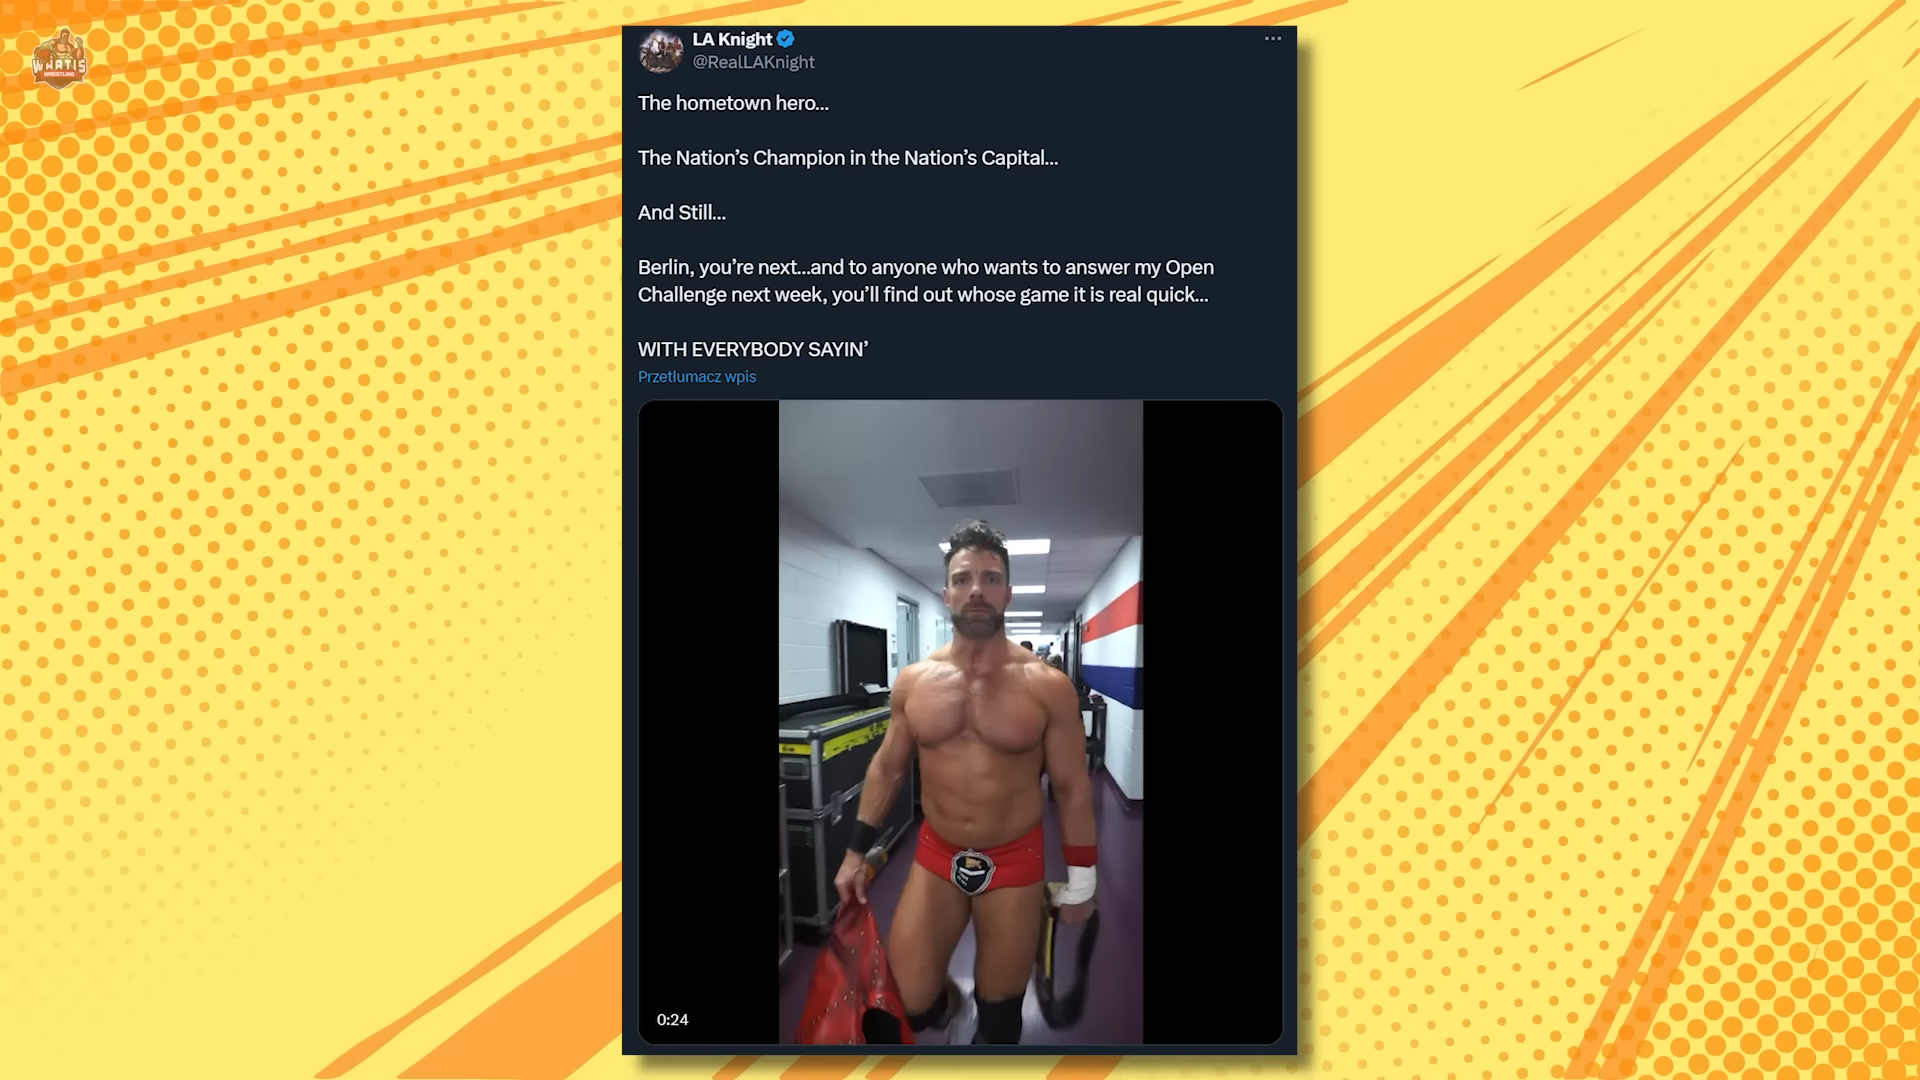 WHATIS
WRESTLING
LA Knight
@RealLAKnight
The hometown hero...
The Nation’s Champion in the Nation’s Capital...
And Still...
Berlin, you’re next...and to anyone who wants to answer my Open
Challenge next week, you’ll find out whose game it is real quick...
WITH EVERYBODY SAYIN’
Przetłumacz wpis
0:24